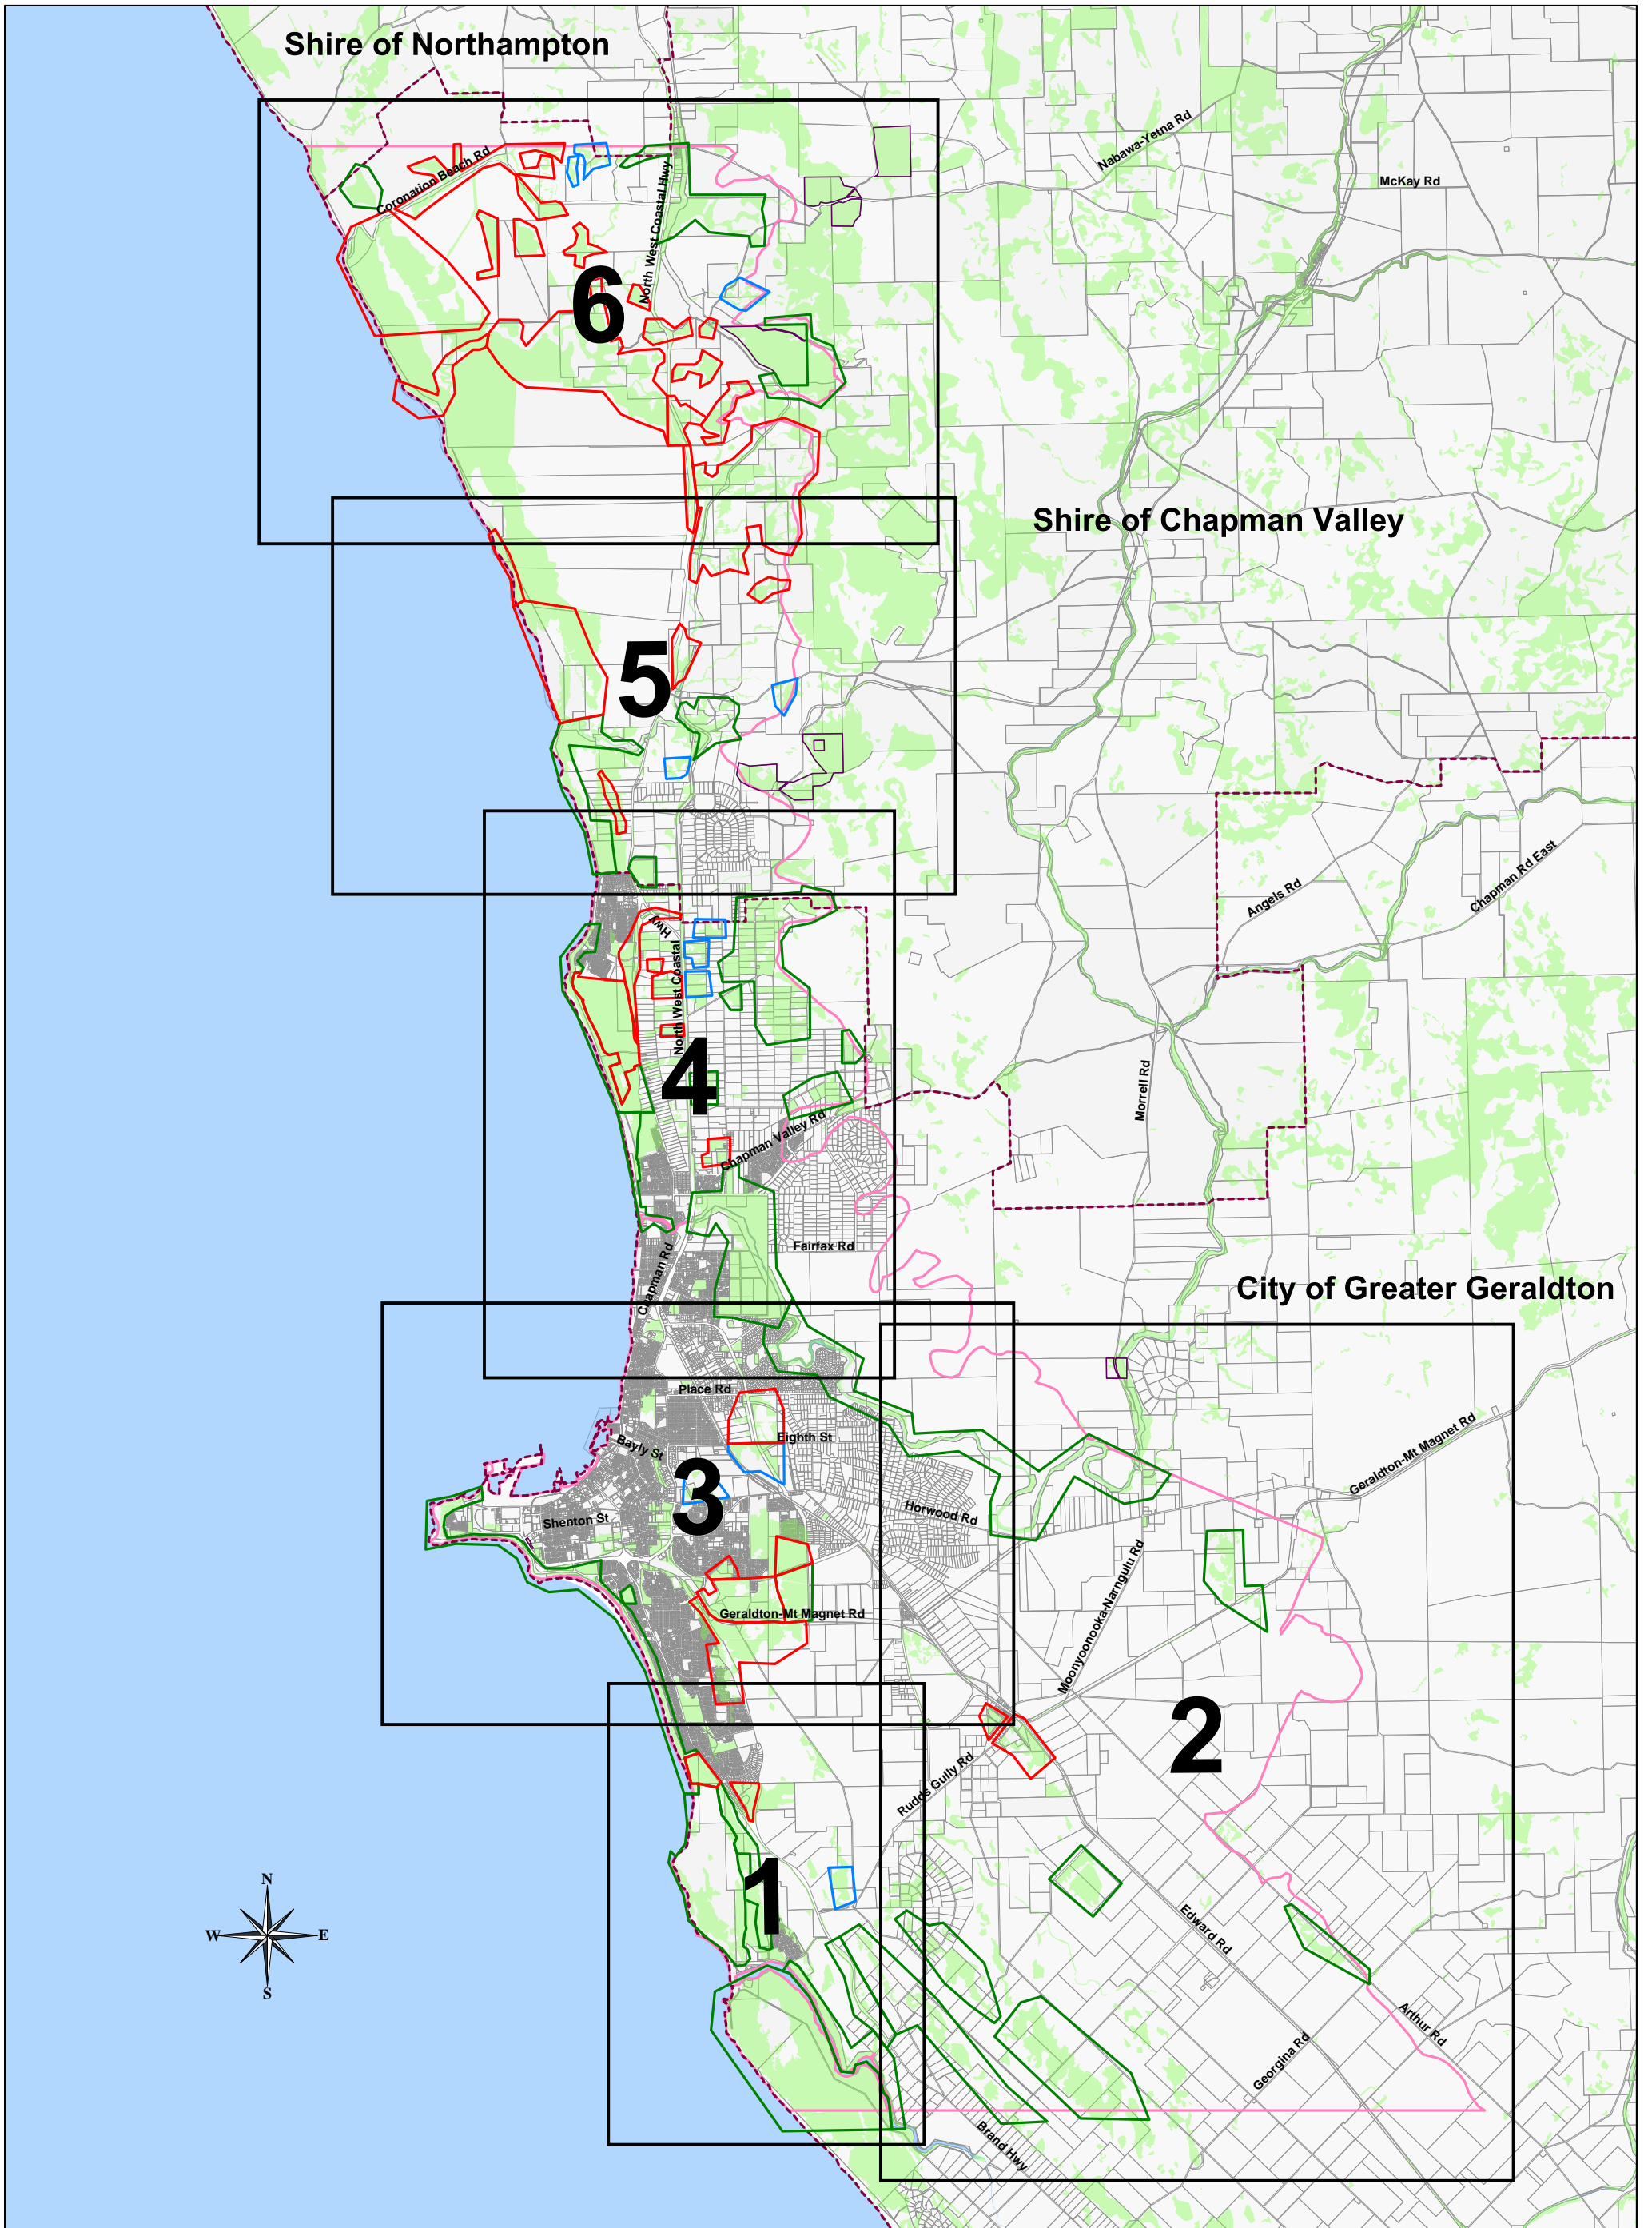 Shire of Northampton
Nabawa-Yetna Rd
McKay Rd
Coronation Beach Rd
North West Coastal Hwy
6
Shire of Chapman Valley
5
Angels Rd
Chapman Rd East
Hwy
North West Coastal
4
Morrell Rd
Chapman Valley Rd
Fairfax Rd
Chapman Rd
City of Greater Geraldton
Place Rd
Eighth St
Bayly St
Geraldton-Mt Magnet Rd
3
Shenton St
Horwood Rd
Moonyoonooka-Narngulu Rd
Geraldton-Mt Magnet Rd
2
Rudds Gully Rd
1
N
W
E
S
Edward Rd
Arthur Rd
Georgina Rd
Brand Hwy